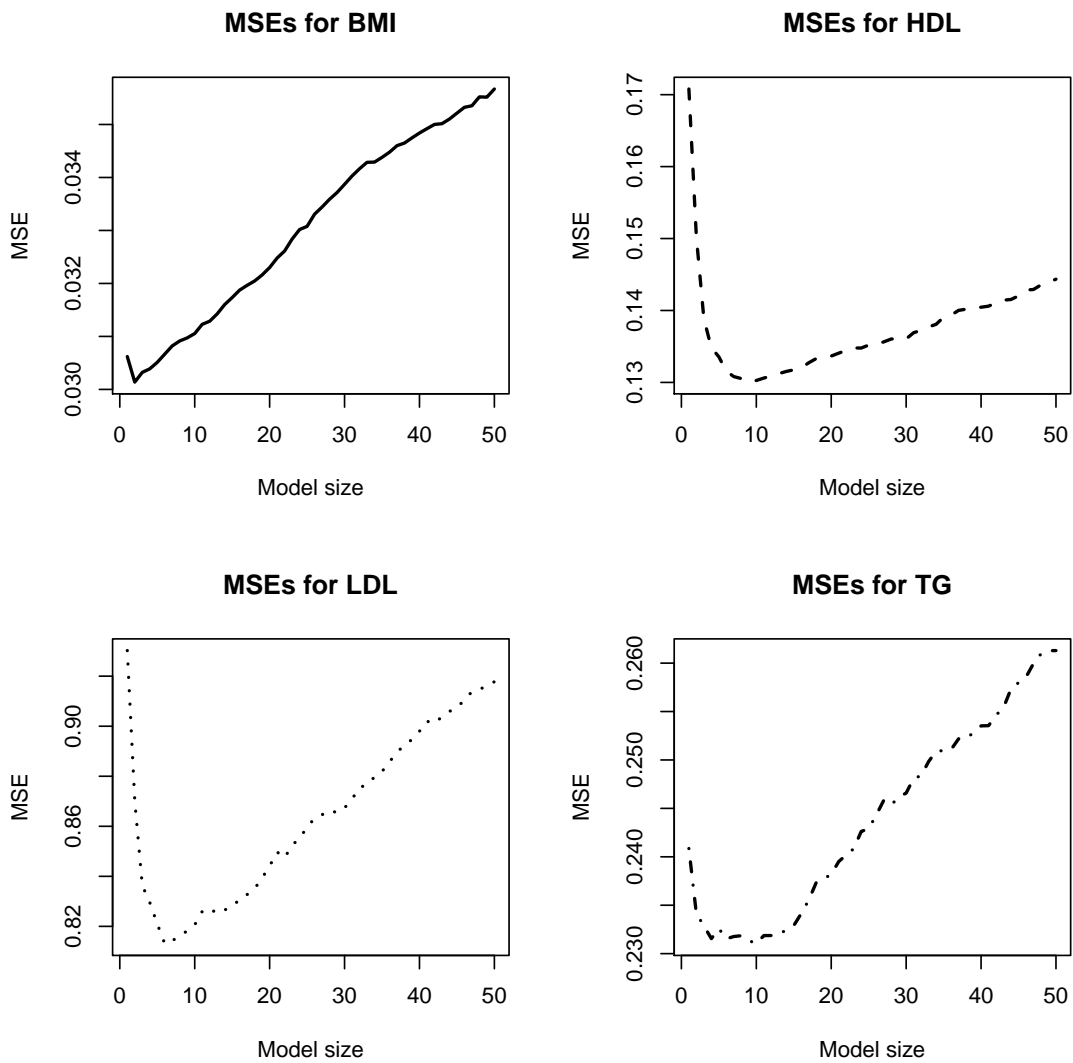 MSEs for BMI
MSE
0.034
0.032
0.030
0 10 20 30 40 50
Model size
MSEs for HDL
MSE
0.17
0.16
0.15
0.14
0.13
0 10 20 30 40 50
Model size
MSEs for LDL
MSE
0.90
0.86
0.82
0 10 20 30 40 50
Model size
MSEs for TG
MSE
0.260
0.250
0.240
0.230
0 10 20 30 40 50
Model size